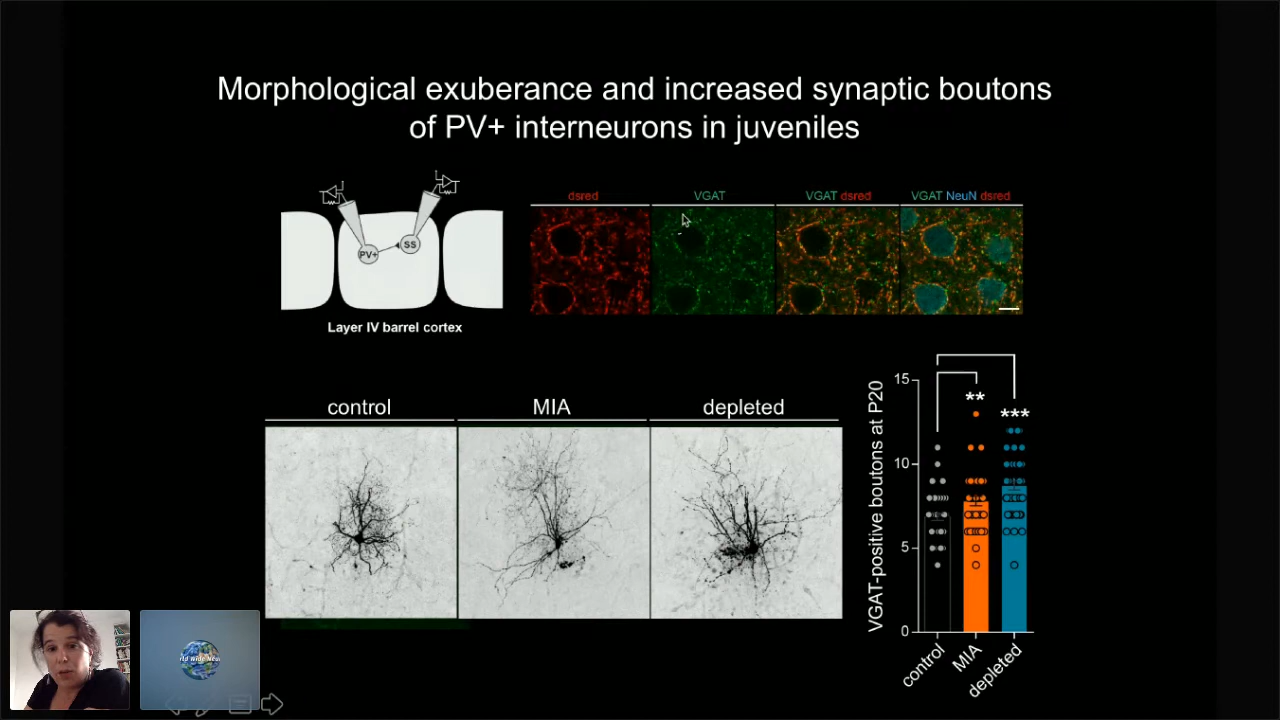 Morphological exuberance and increased synaptic boutons
of PV+ interneurons in juveniles
PV+
SS
Layer IV barrel cortex
dsred
VGAT
VGAT dsred
VGAT NeuN dsred
control
MIA
depleted
VGAT-positive boutons at P20
15
10
5
0
**
***
control
MIA
depleted